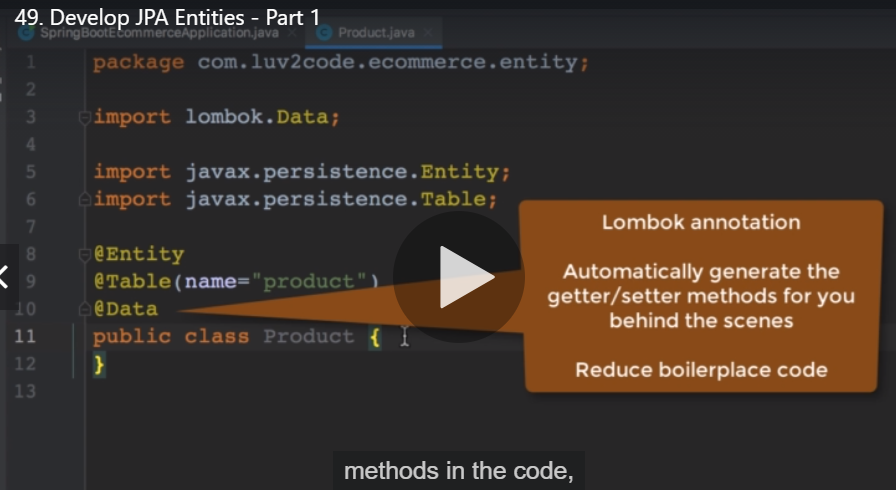 49. Develop JPA Entities - Part 1
SpringBootEcommerceApplication.java
Product.java
1 package com.luv2code.ecommerce.entity;
2
3 import lombok.Data;
4
5 import javax.persistence.Entity;
6 import javax.persistence.Table;
7
8 @Entity
9 @Table(name="product")
10 @Data
11 public class Product {
12 }
13
Lombok annotation
Automatically generate the
getter/setter methods for you
behind the scenes
Reduce boilerplace code
methods in the code,